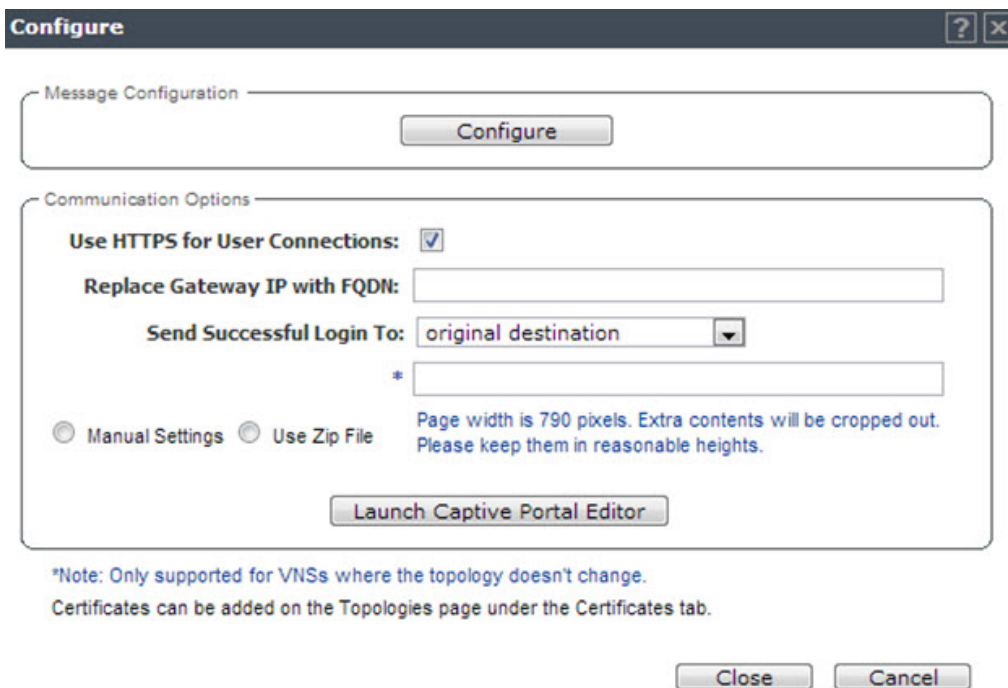 Configure
? x
Message Configuration
Configure
Communication Options
Use HTTPS for User Connections:
Replace Gateway IP with FQDN:
Send Successful Login To: original destination
*
Manual Settings Use Zip File
Page width is 790 pixels. Extra contents will be cropped out.
Please keep them in reasonable heights.
Launch Captive Portal Editor
*Note: Only supported for VNSs where the topology doesn't change.
Certificates can be added on the Topologies page under the Certificates tab.
Close Cancel